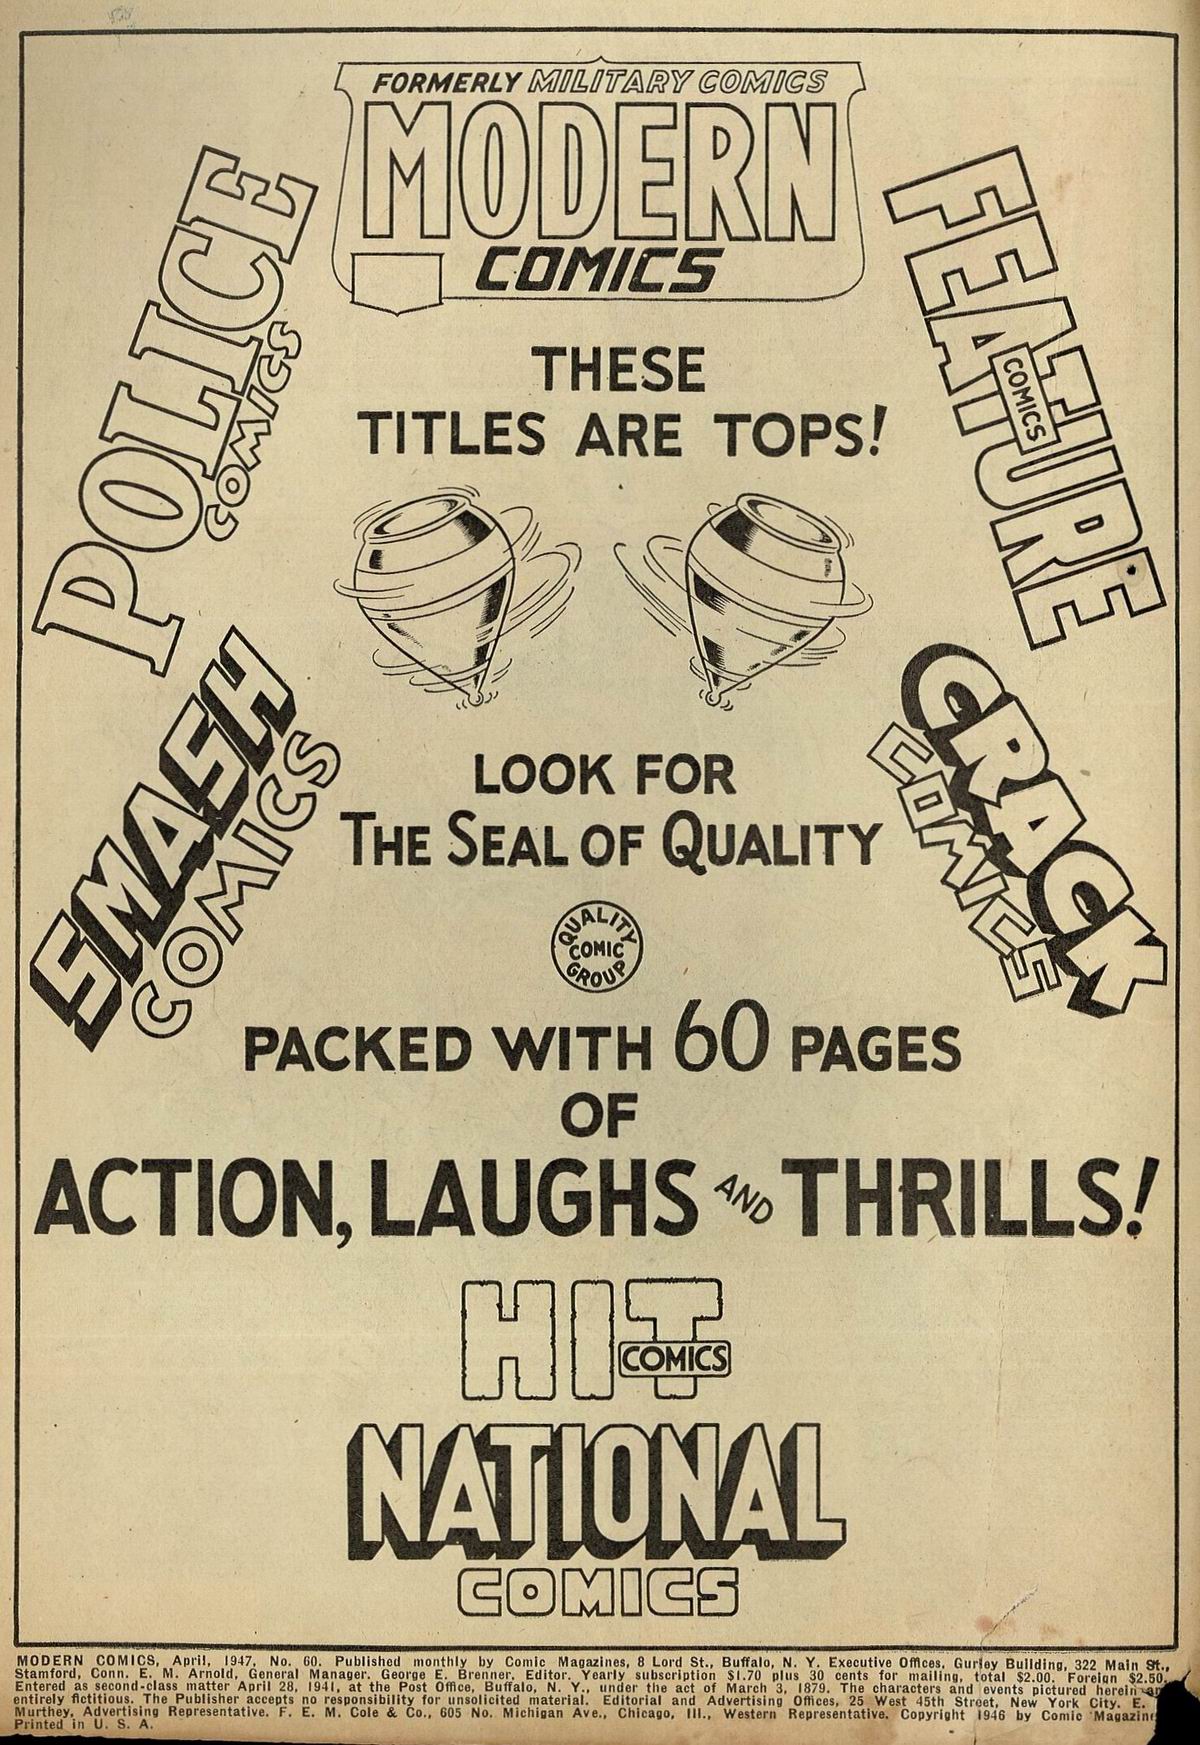 FORMERLY MILITARY COMICS
MODERN
COMICS
POLICE
COMICS
FEATURE
COMICS
THESE
TITLES ARE TOPS!
SMASH
COMICS
CRACK
COMICS
LOOK FOR
THE SEAL OF QUALITY
QUALITY
COMIC
GROUP
PACKED WITH 60 PAGES
OF
ACTION, LAUGHS AND THRILLS!
HIT
COMICS
NATIONAL
COMICS
MODERN COMICS, April, 1947, No. 60. Published monthly by Comic Magazines, 8 Lord St., Buffalo, N. Y. Executive Offices, Gurley Building, 322 Main St.,
Stamford, Conn. E. M. Arnold, General Manager. George E. Brenner, Editor. Yearly subscription $1.70 plus 30 cents for mailing, total $2.00. Foreign $2.50.
Entered as second-class matter April 28, 1941, at the Post Office, Buffalo, N. Y., under the act of March 3, 1879. The characters and events pictured herein
entirely fictitious. The Publisher accepts no responsibility for unsolicited material. Editorial and Advertising Offices, 25 West 45th Street, New York City. E.
Murthey, Advertising Representative. F. E. M. Cole & Co., 605 No. Michigan Ave., Chicago, Ill., Western Representative. Copyright 1946 by Comic Magazine
Printed in U. S. A.